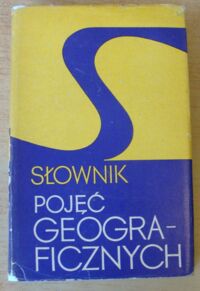 SŁOWNIK
POJĘĆ
GEOGRA-
FICZNYCH